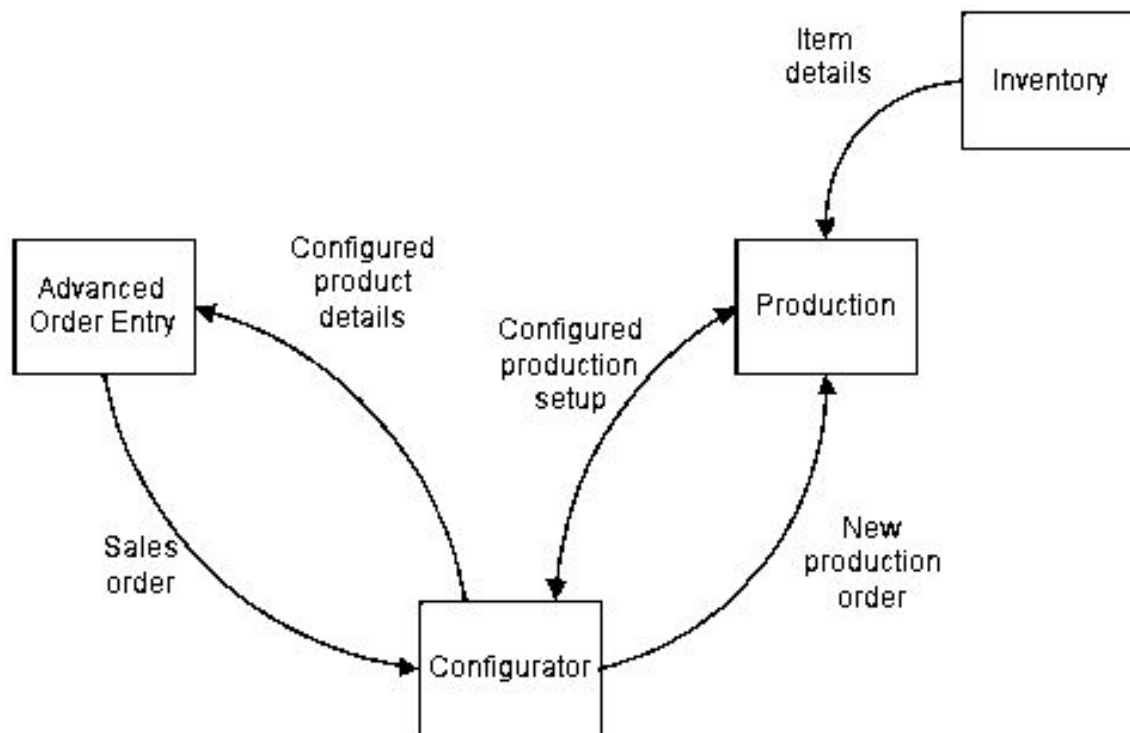 Item
details
Inventory
Advanced
Order Entry
Configured
product
details
Configured
production
setup
Production
Sales
order
New
production
order
Configurator